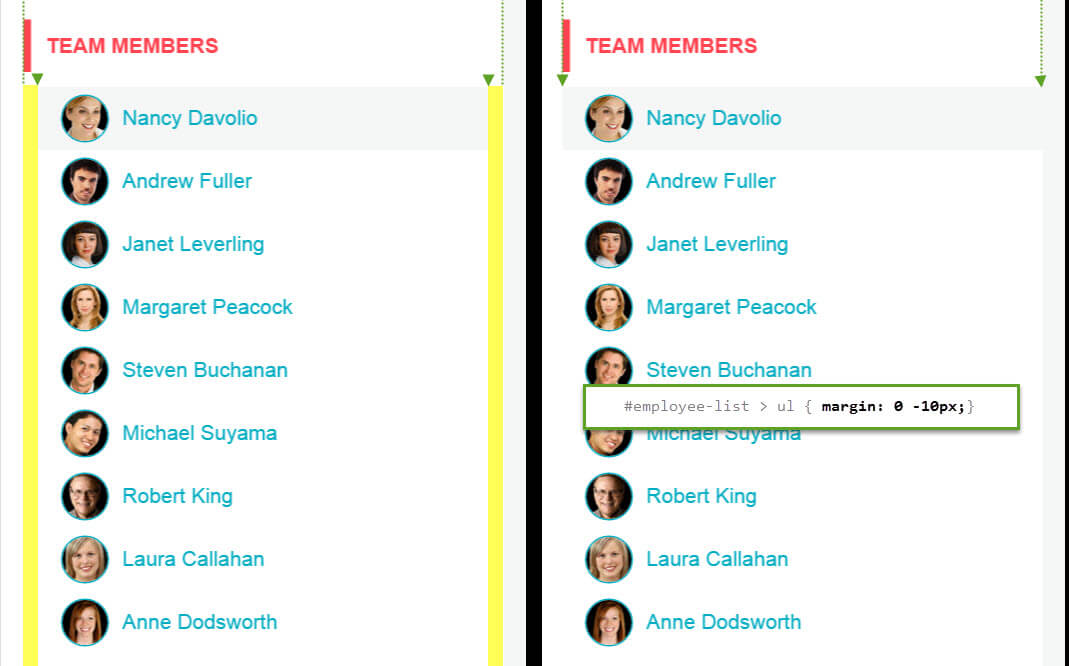 TEAM MEMBERS
Nancy Davolio
Andrew Fuller
Janet Leverling
Margaret Peacock
Steven Buchanan
Michael Suyama
Robert King
Laura Callahan
Anne Dodsworth
TEAM MEMBERS
Nancy Davolio
Andrew Fuller
Janet Leverling
Margaret Peacock
Steven Buchanan
#employee-list > ul { margin: 0 -10px;}
Michael Suyama
Robert King
Laura Callahan
Anne Dodsworth